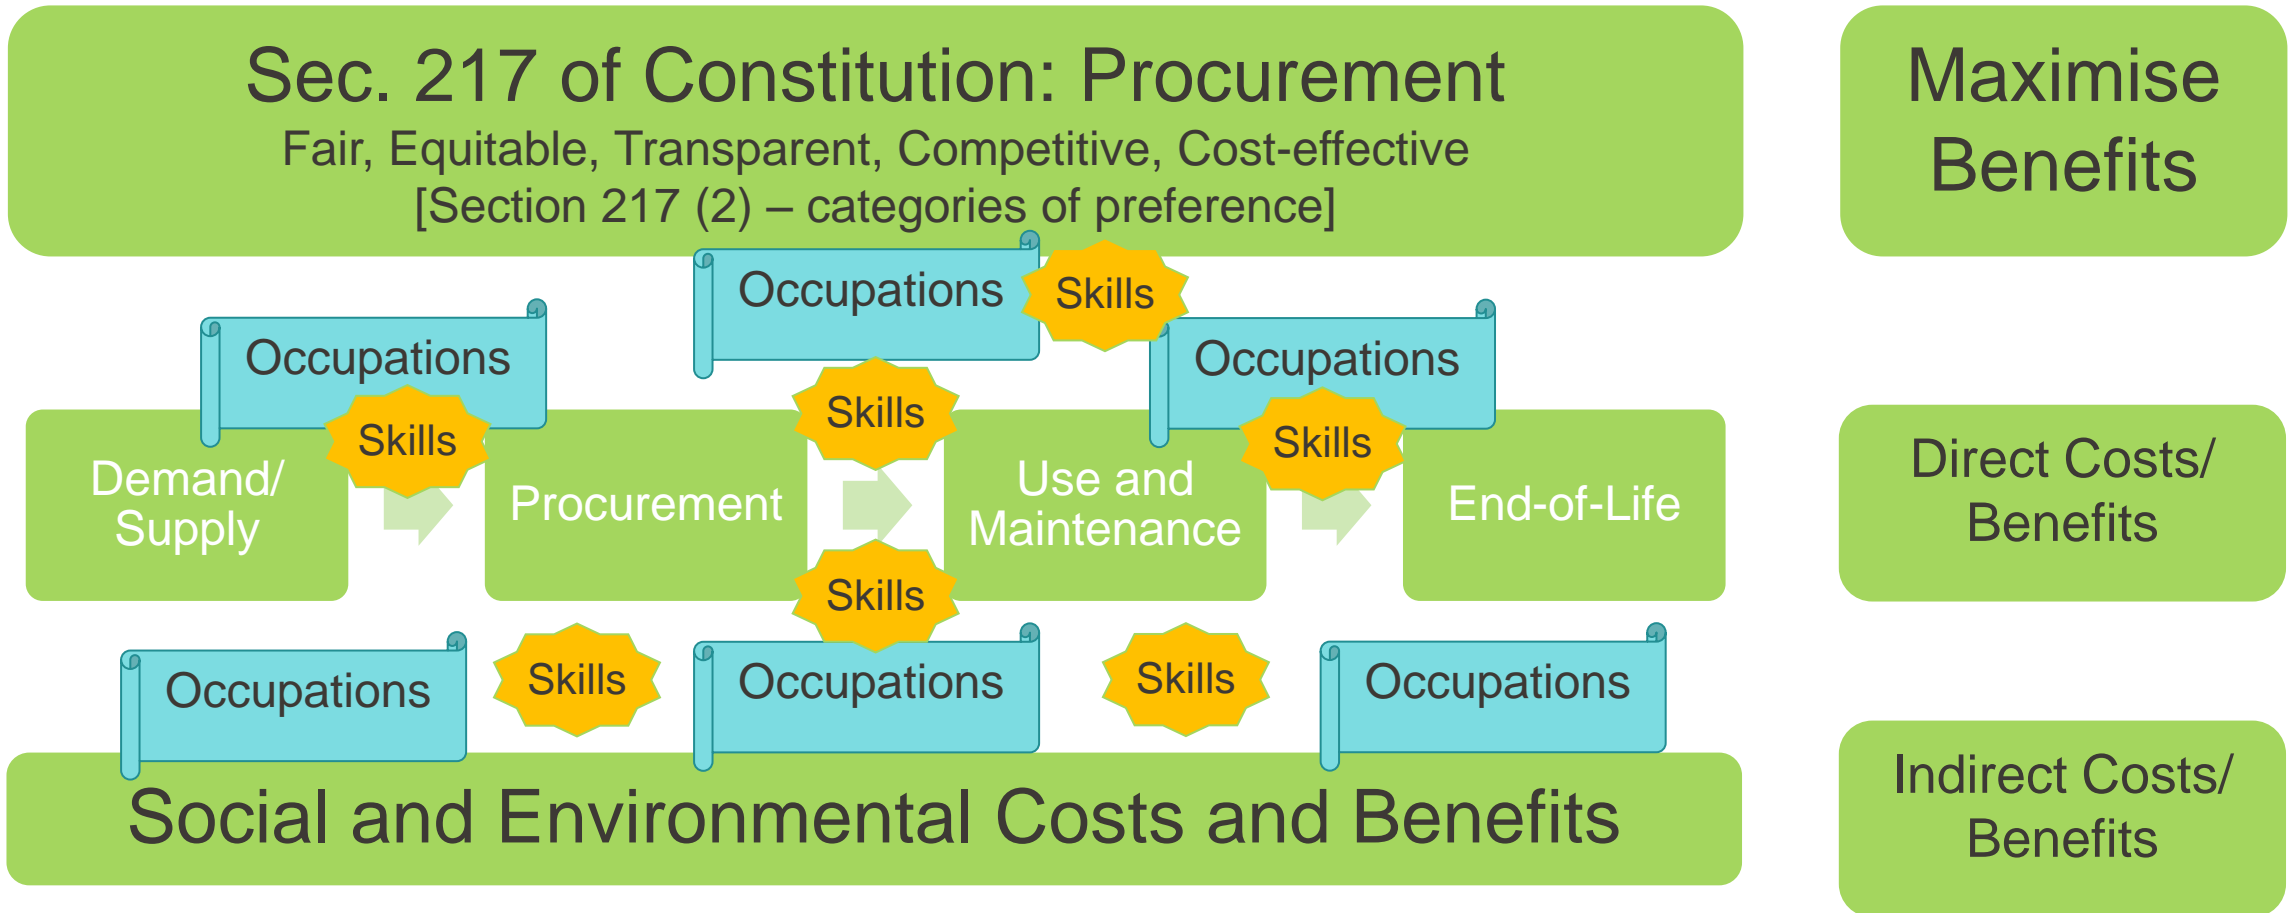 Sec. 217 of Constitution: Procurement
Fair, Equitable, Transparent, Competitive, Cost-effective
[Section 217 (2) – categories of preference]
Maximise
Benefits
Occupations
Skills
Occupations
Occupations
Skills
Skills
Skills
Demand/
Supply
Procurement
Use and
Maintenance
End-of-Life
Direct Costs/
Benefits
Skills
Occupations
Skills
Occupations
Skills
Occupations
Social and Environmental Costs and Benefits
Indirect Costs/
Benefits